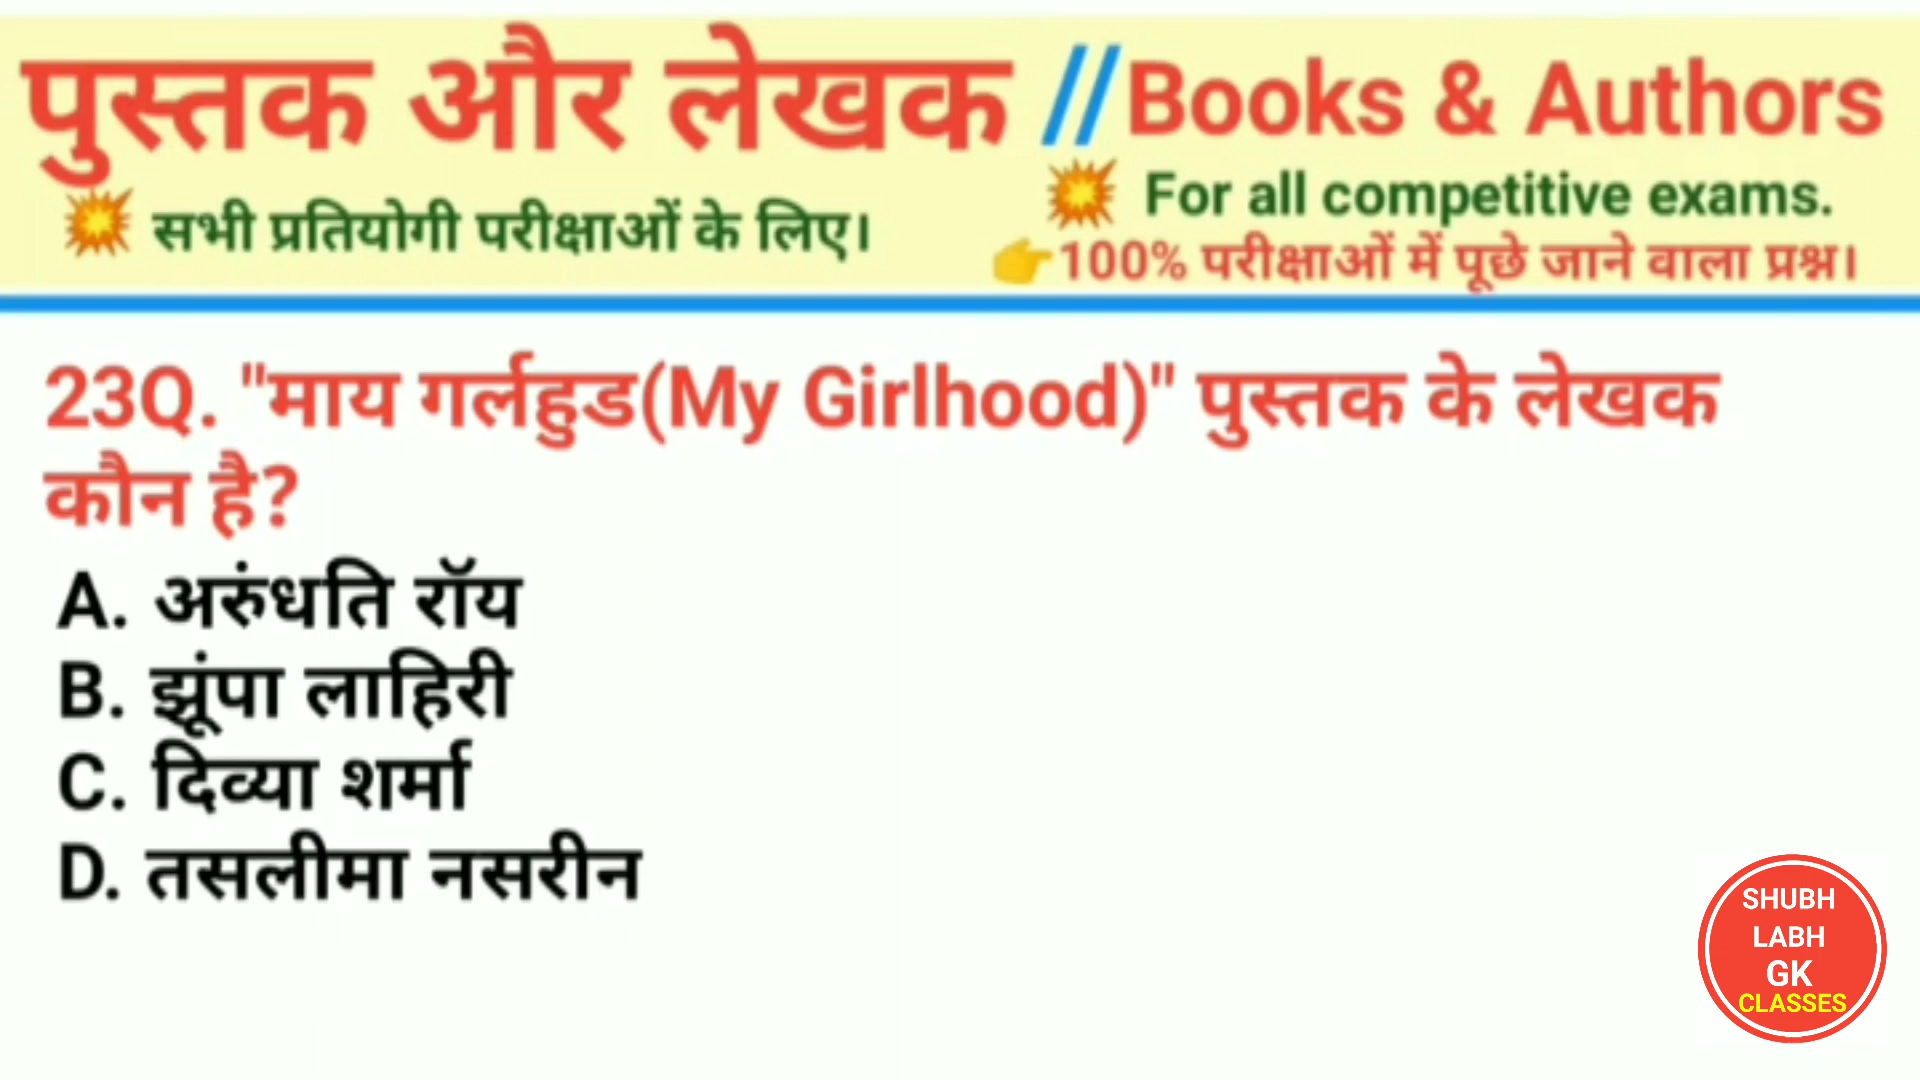 पुस्तक और लेखक //Books & Authors
सभी प्रतियोगी परीक्षाओं के लिए।
For all competitive exams.
100% परीक्षाओं में पूछे जाने वाला प्रश्न।
23Q. "माय गर्लहुड(My Girlhood)" पुस्तक के लेखक
कौन है?
A. अरुंधति रॉय
B. झूंपा लाहिरी
C. दिव्या शर्मा
D. तसलीमा नसरीन
SHUBH
LABH
GK
CLASSES